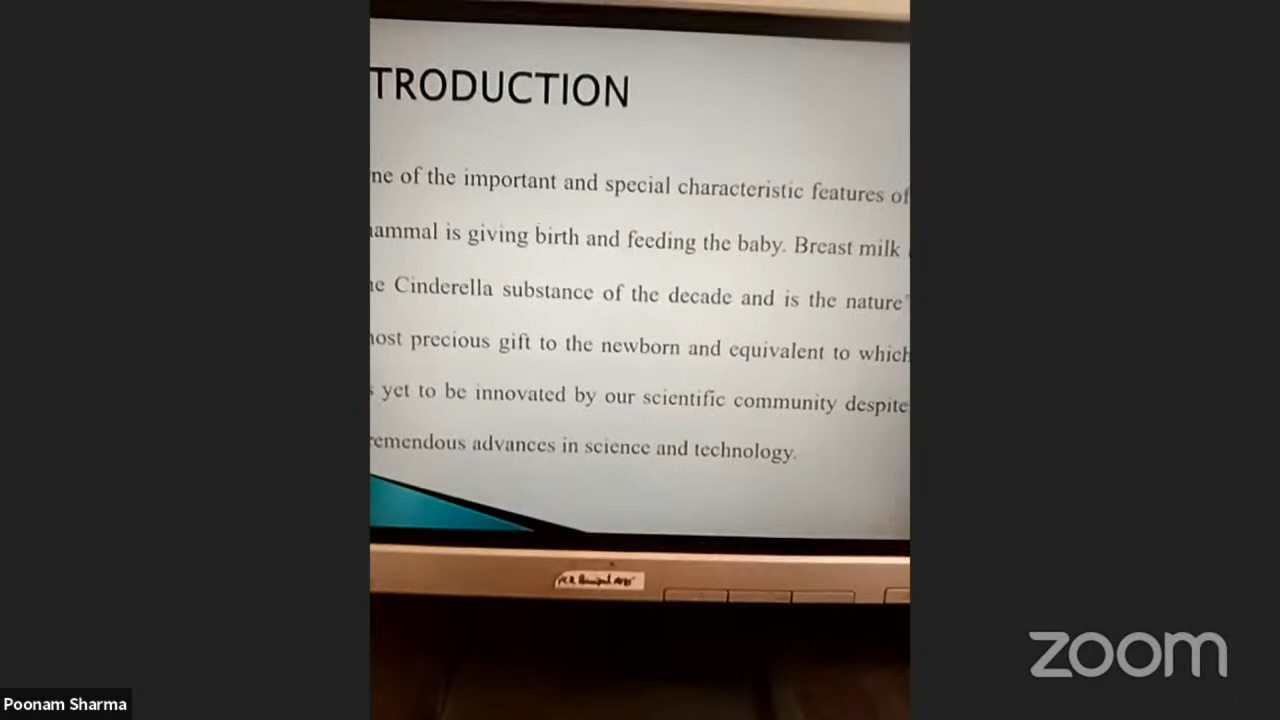 TRODUCTION
ne of the important and special characteristic features of
ammal is giving birth and feeding the baby. Breast milk
e Cinderella substance of the decade and is the nature'
ost precious gift to the newborn and equivalent to which
yet to be innovated by our scientific community despite
remendous advances in science and technology.
zoom
Poonam Sharma